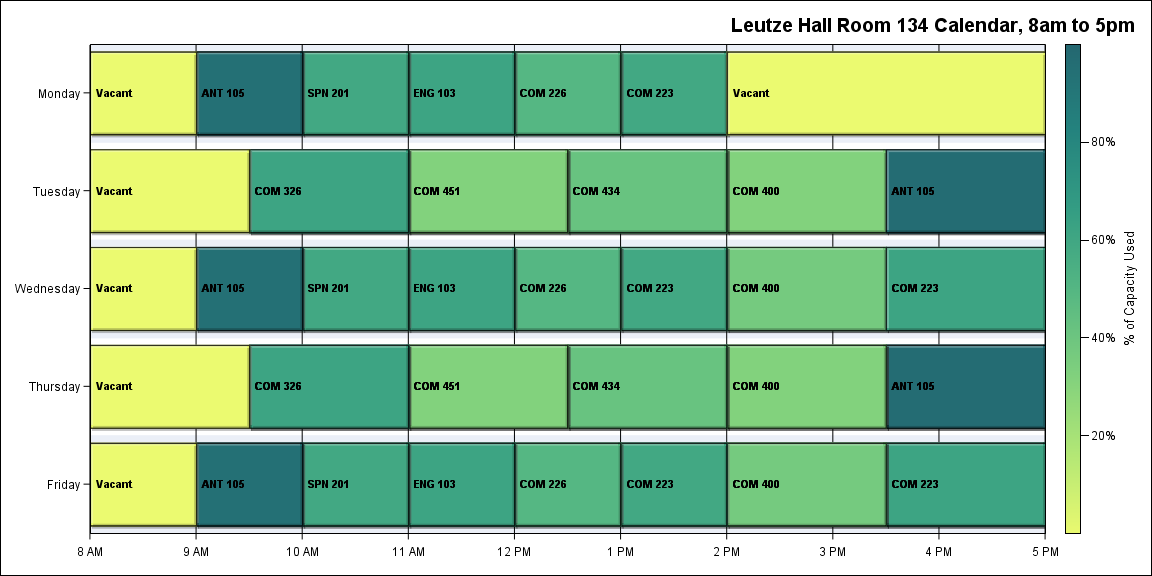 Leutze Hall Room 134 Calendar, 8am to 5pm
Monday
Vacant
ANT 105
SPN 201
ENG 103
COM 226
COM 223
Vacant
Tuesday
Vacant
COM 326
COM 451
COM 434
COM 400
ANT 105
Wednesday
Vacant
ANT 105
SPN 201
ENG 103
COM 226
COM 223
COM 400
COM 223
Thursday
Vacant
COM 326
COM 451
COM 434
COM 400
ANT 105
Friday
Vacant
ANT 105
SPN 201
ENG 103
COM 226
COM 223
COM 400
COM 223
8 AM
9 AM
10 AM
11 AM
12 PM
1 PM
2 PM
3 PM
4 PM
5 PM
80%
60%
40%
20%
% of Capacity Used